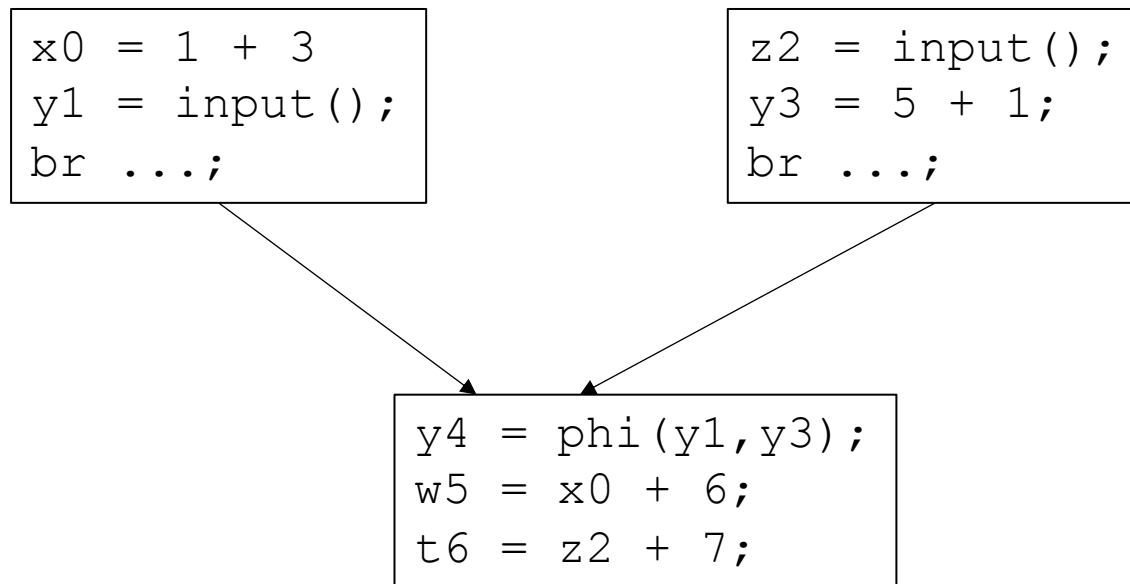 x0 = 1 + 3
y1 = input();
br ...;
z2 = input();
y3 = 5 + 1;
br ...;
y4 = phi(y1,y3);
w5 = x0 + 6;
t6 = z2 + 7;